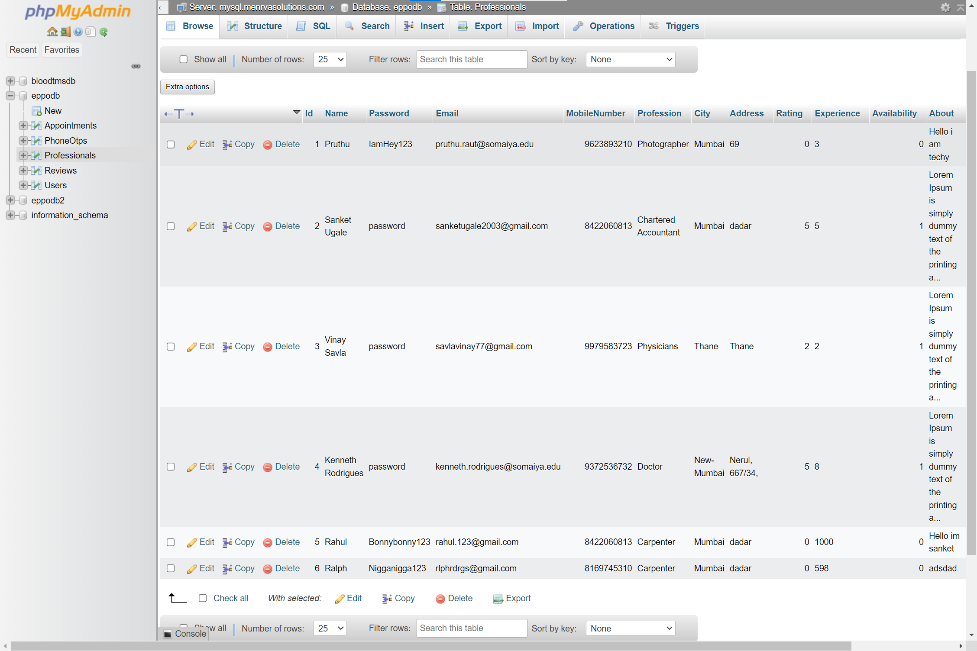 phpMyAdmin
Recent Favorites
bloodtmsdb
eppodb
New
Appointments
PhoneOtps
Professionals
Reviews
Users
eppodb2
information_schema
Server: mysql.menrvasolutions.com » Database: eppodb » Table: Professionals
Browse Structure SQL Search Insert Export Import Operations Triggers
Show all Number of rows: 25 Filter rows: Search this table Sort by key: None
Extra options
←T→ Id Name Password Email MobileNumber Profession City Address Rating Experience Availability About
Edit Copy Delete 1 Pruthu IamHey123 pruthu.raut@somaiya.edu 9623893210 Photographer Mumbai 69 0 3 0 Hello i
am
techy
Edit Copy Delete 2 Sanket
Ugale password sanketugale2003@gmail.com 8422060813 Chartered
Accountant Mumbai dadar 5 5 1 Lorem
Ipsum
is
simply
dummy
text of
the
printing
a...
Edit Copy Delete 3 Vinay
Savla password savlavinay77@gmail.com 9979583723 Physicians Thane Thane 2 2 1 Lorem
Ipsum
is
simply
dummy
text of
the
printing
a...
Edit Copy Delete 4 Kenneth
Rodrigues password kenneth.rodrigues@somaiya.edu 9372536732 Doctor New-
Mumbai Nerul,
667/34, 5 8 1 Lorem
Ipsum
is
simply
dummy
text of
the
printing
a...
Edit Copy Delete 5 Rahul Bonnybonny123 rahul.123@gmail.com 8422060813 Carpenter Mumbai dadar 0 1000 0 Hello im
sanket
Edit Copy Delete 6 Ralph Nigganigga123 rlphrdrgs@gmail.com 8169745310 Carpenter Mumbai dadar 0 598 0 adsdad
Check all With selected: Edit Copy Delete Export
all Number of rows: 25 Filter rows: Search this table Sort by key: None
Console